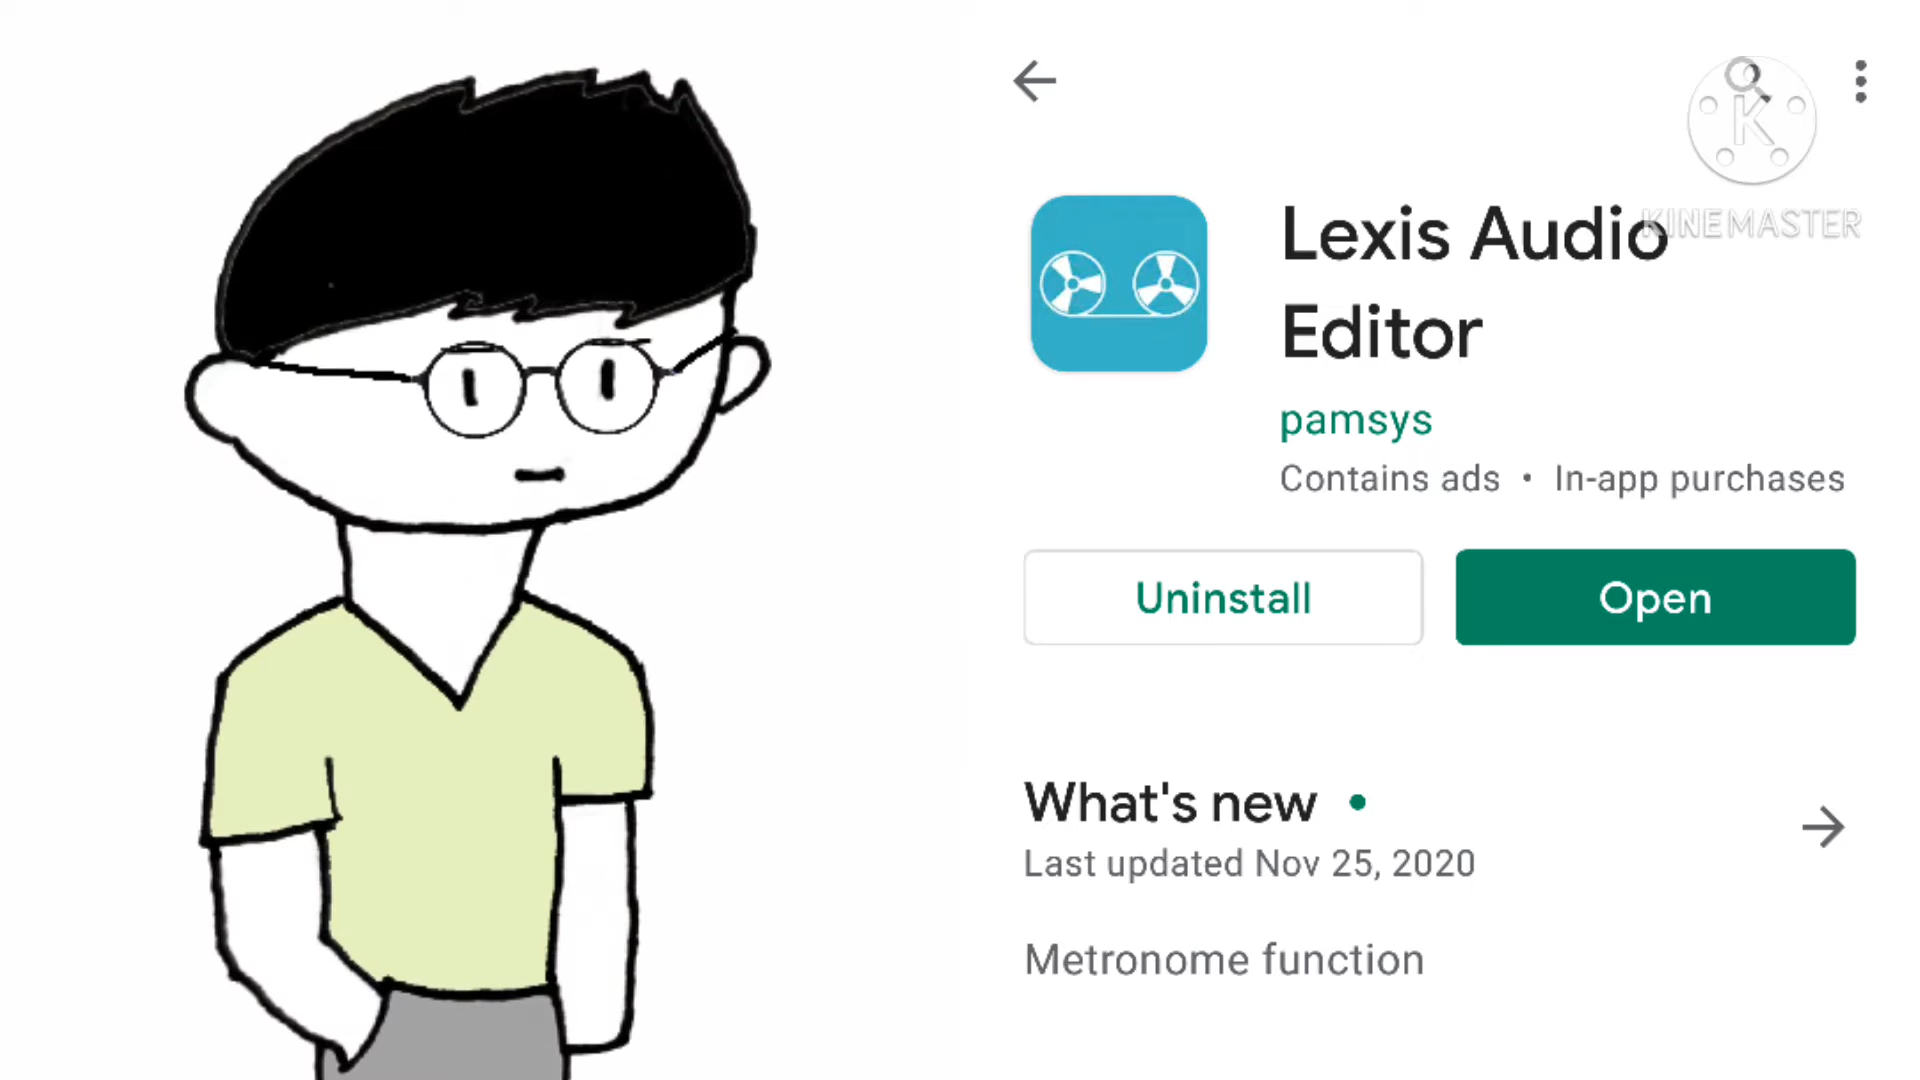 K
KINEMASTER
Lexis Audio
Editor
pamsys
Contains ads • In-app purchases
Uninstall
Open
What's new •
Last updated Nov 25, 2020
Metronome function